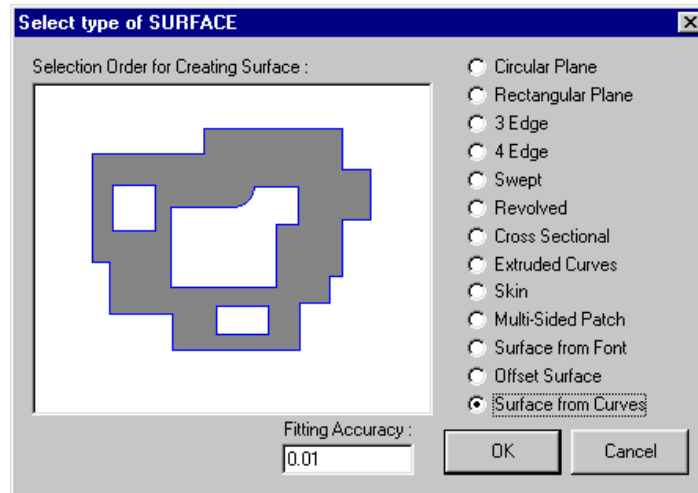 Select type of SURFACE
Selection Order for Creating Surface :
Circular Plane
Rectangular Plane
3 Edge
4 Edge
Swept
Revolved
Cross Sectional
Extruded Curves
Skin
Multi-Sided Patch
Surface from Font
Offset Surface
Surface from Curves
Fitting Accuracy :
0.01
OK
Cancel